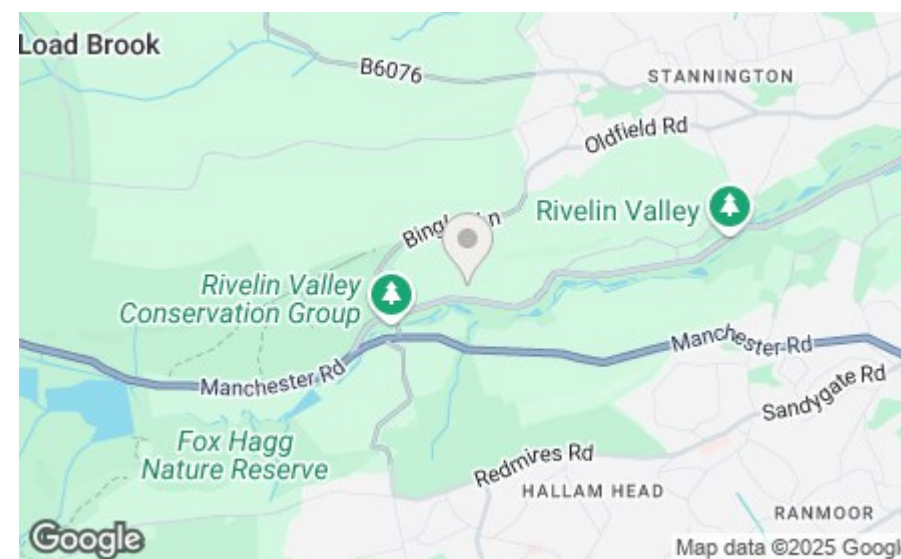 Load Brook
B6076
STANNINGTON
Oldfield Rd
Rivelin Valley
Rivelin Valley
Conservation Group
Manchester Rd
Manchester Rd
Sandygate Rd
Fox Hagg
Nature Reserve
Redmires Rd
HALLAM HEAD
RANMOOR
Google
Map data ©2025 Google